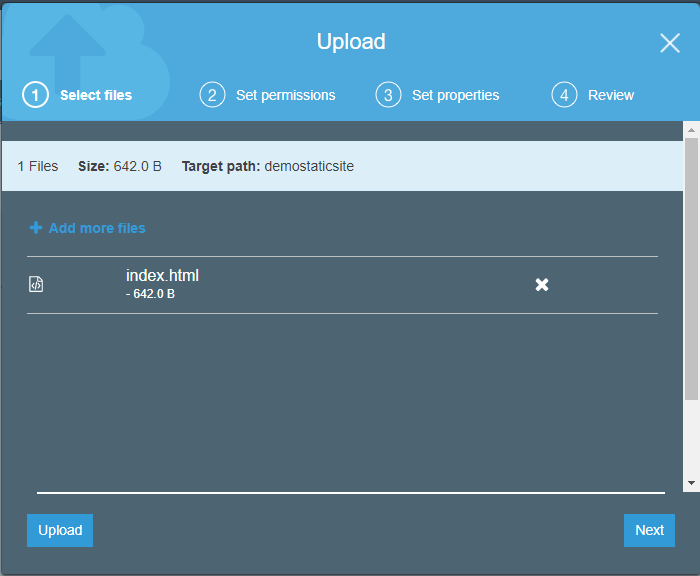 Upload
1 Select files 2 Set permissions 3 Set properties 4 Review
1 Files Size: 642.0 B Target path: demostaticsite
Add more files
index.html
- 642.0 B
Upload Next